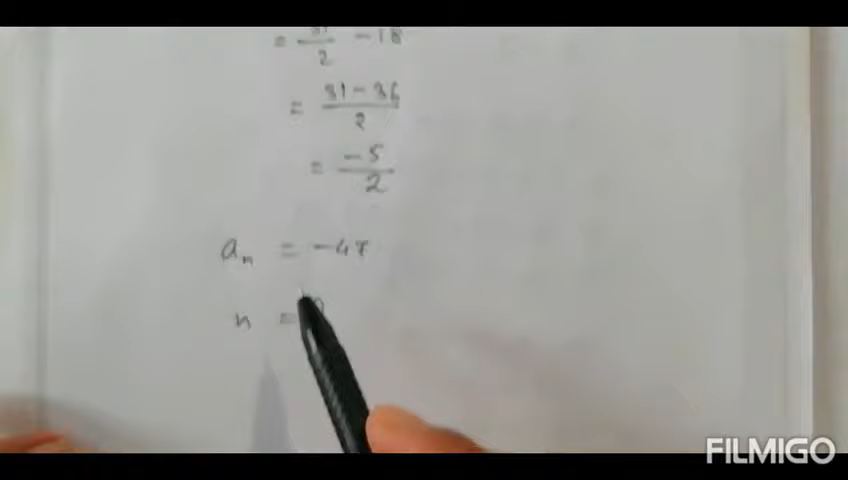 = 31/2 - 18
= 31 - 36/2
= -5/2
aₙ = -47
n = ?
FILMIGO